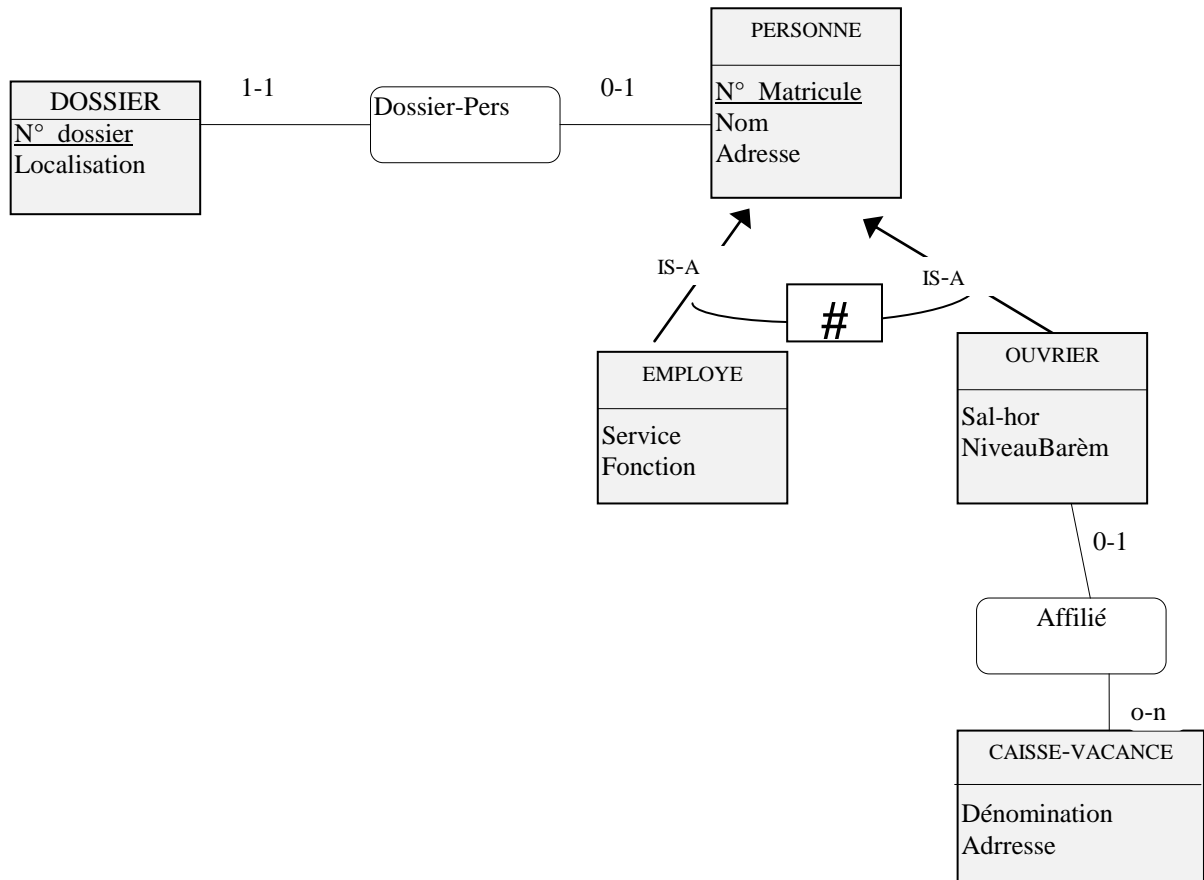 PERSONNE
N° Matricule
Nom
Adresse
1-1
0-1
DOSSIER
N° dossier
Localisation
Dossier-Pers
IS-A
IS-A
#
EMPLOYE
Service
Fonction
OUVRIER
Sal-hor
NiveauBarèm
0-1
Affilié
o-n
CAISSE-VACANCE
Dénomination
Adrresse